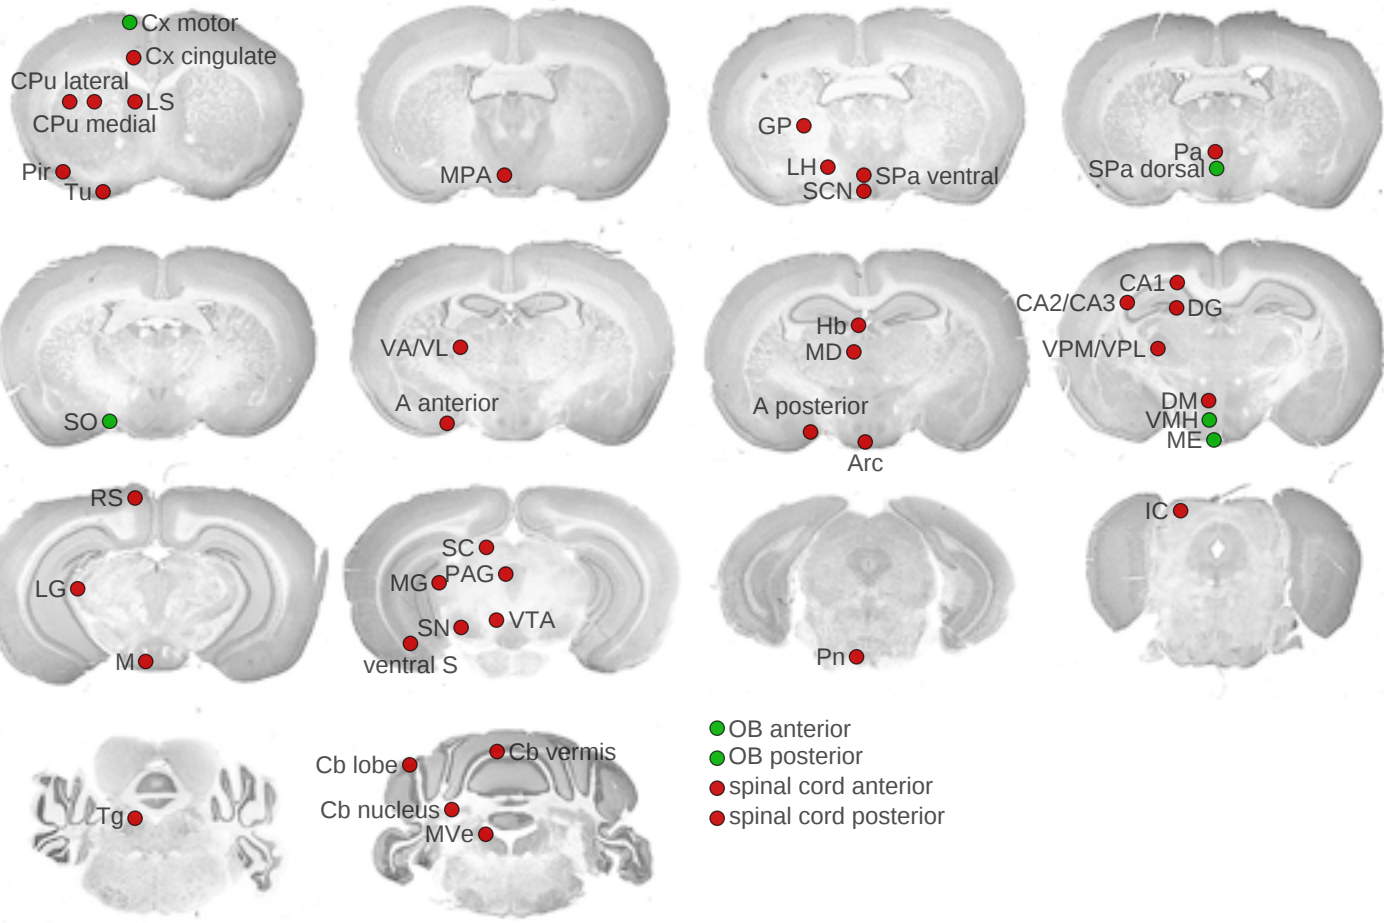 Cx motor
Cx cingulate
CPu lateral
LS
CPu medial
Pir
Tu
MPA
GP
LH
SPa ventral
SCN
Pa
SPa dorsal
SO
VA/VL
A anterior
Hb
MD
A posterior
Arc
CA1
CA2/CA3
DG
VPM/VPL
DM
VMH
ME
RS
LG
M
SC
MG
PAG
SN
VTA
ventral S
Pn
IC
Tg
Cb lobe
Cb vermis
Cb nucleus
MVe
OB anterior
OB posterior
spinal cord anterior
spinal cord posterior